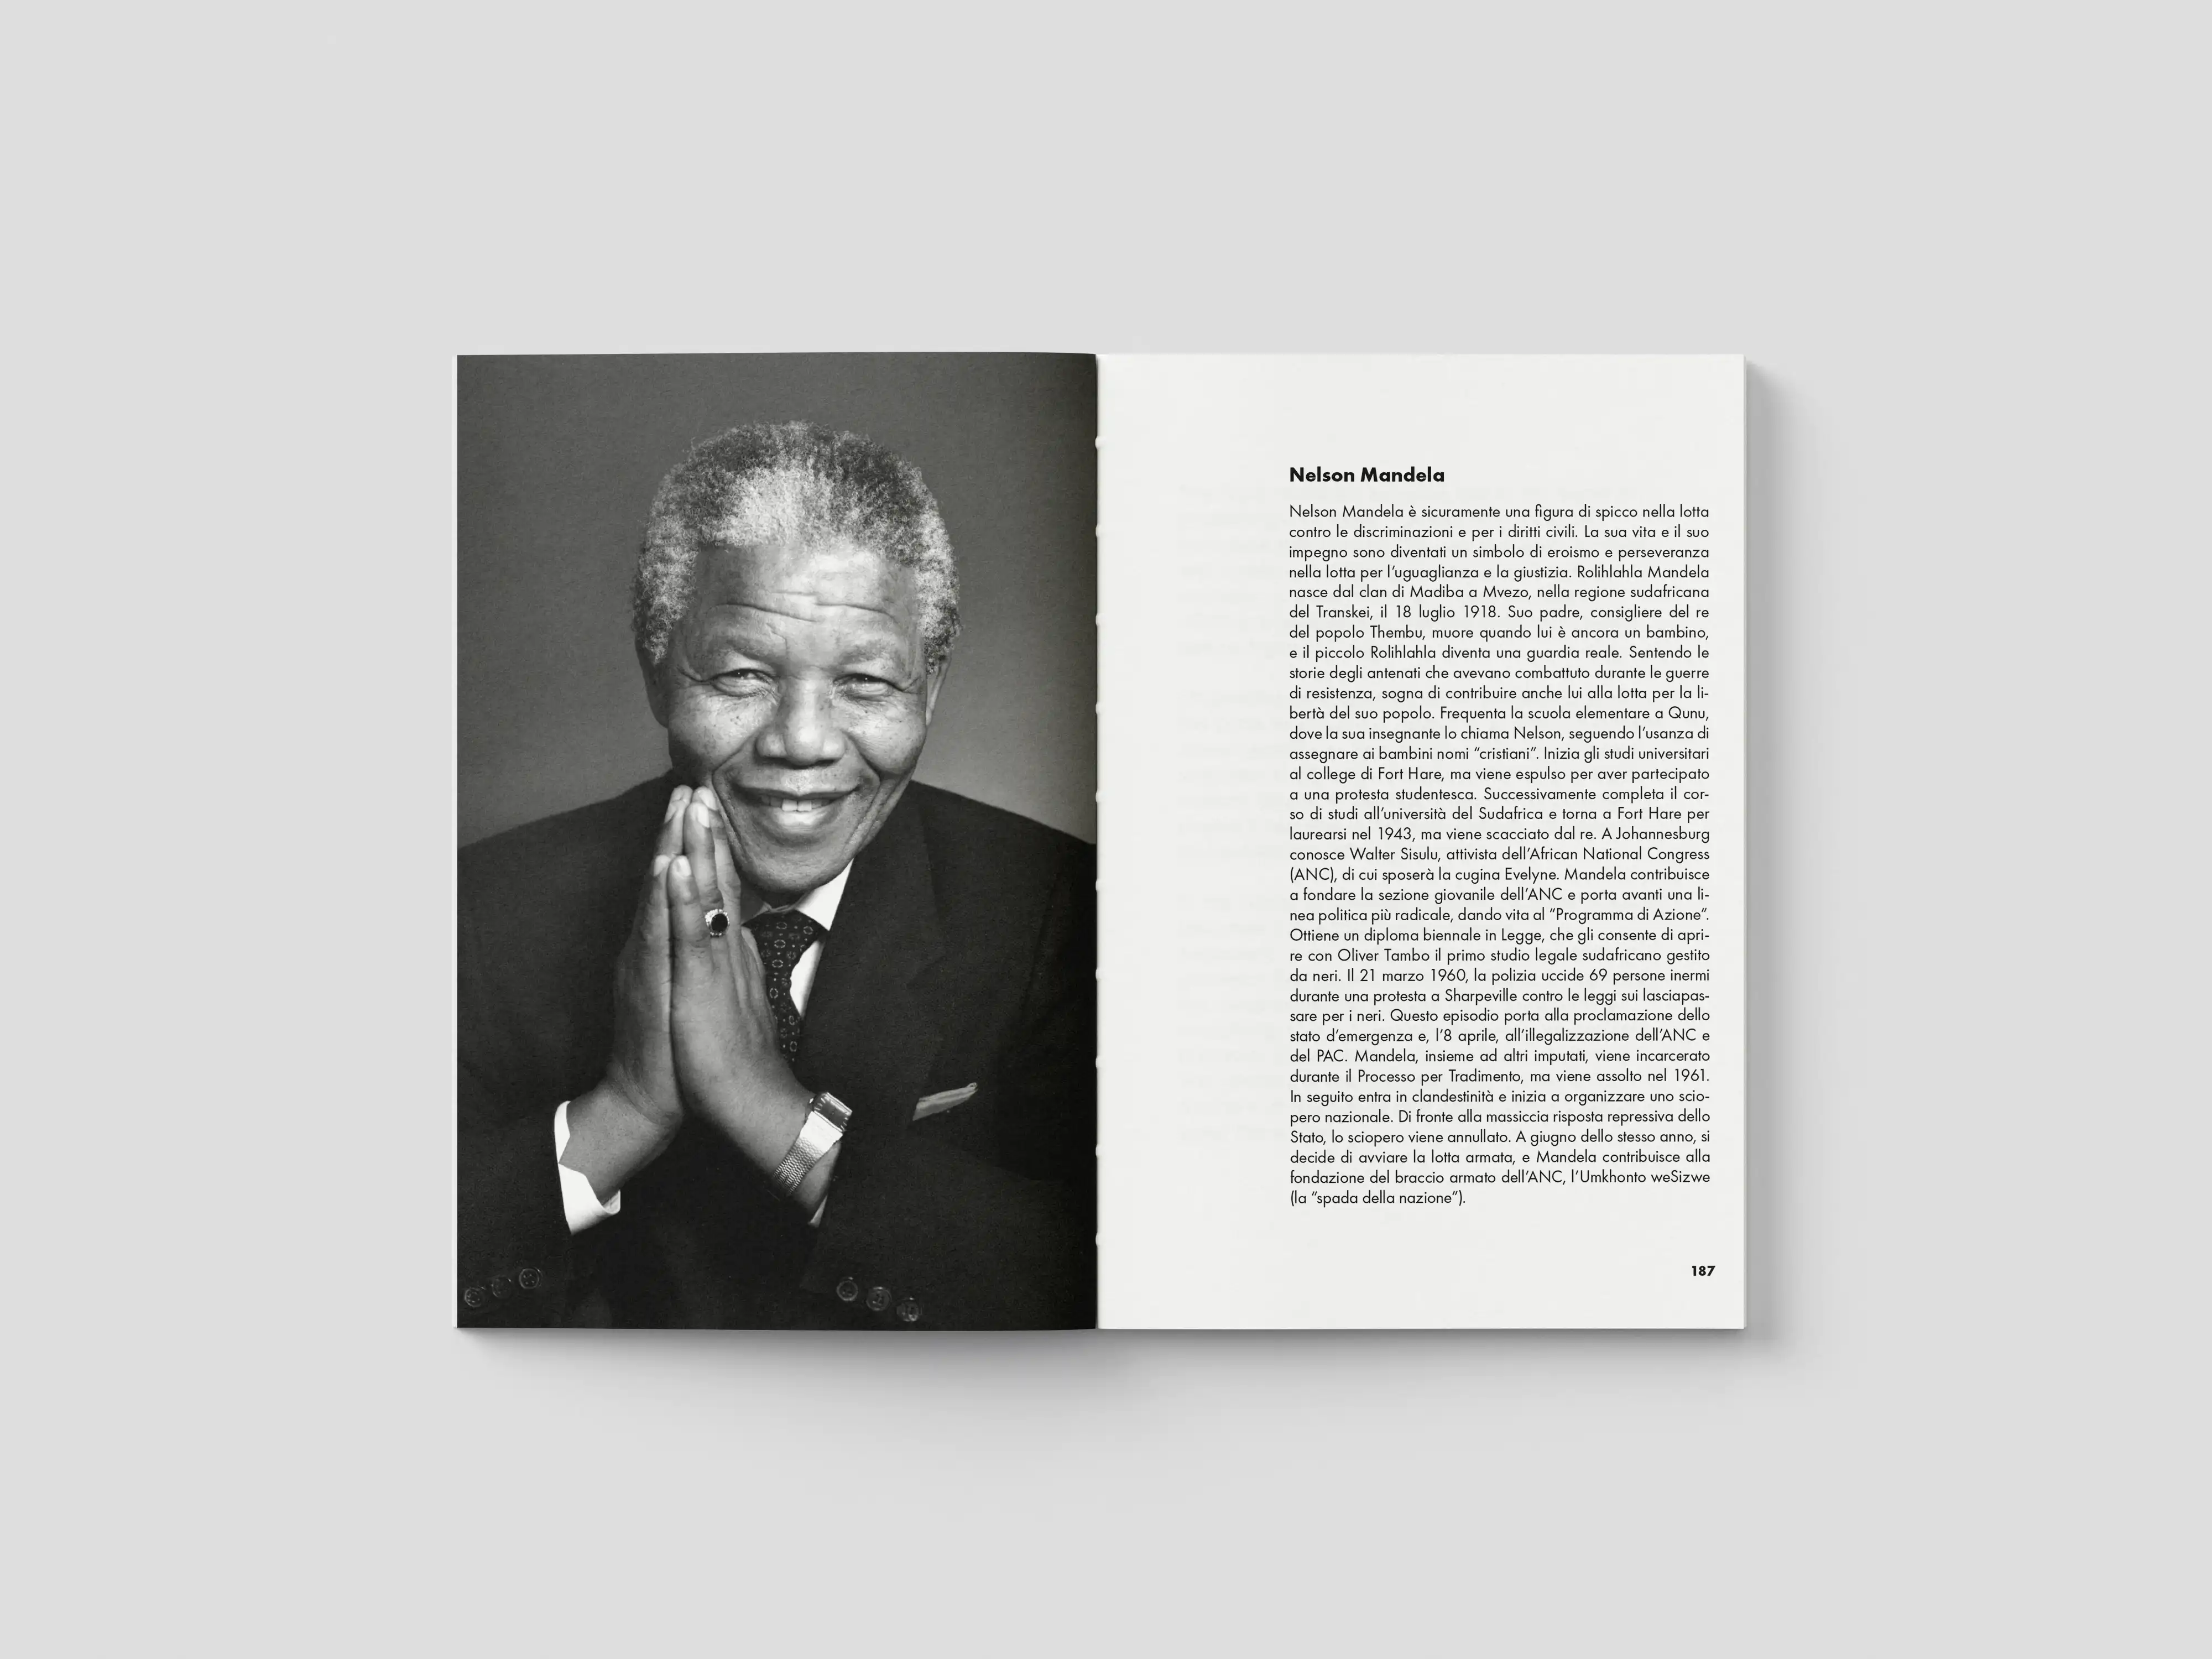 Nelson Mandela
Nelson Mandela è sicuramente una figura di spicco nella lotta
contro le discriminazioni e per i diritti civili. La sua vita e il suo
impegno sono diventati un simbolo di eroismo e perseveranza
nella lotta per l'uguaglianza e la giustizia. Rolihlahla Mandela
nasce dal clan di Madiba a Mvezo, nella regione sudafricana
del Transkei, il 18 luglio 1918. Suo padre, consigliere del re
del popolo Thembu, muore quando lui è ancora un bambino,
e il piccolo Rolihlahla diventa una guardia reale. Sentendo le
storie degli antenati che avevano combattuto durante le guerre
di resistenza, sogna di contribuire anche lui alla lotta per la li-
bertà del suo popolo. Frequenta la scuola elementare a Qunu,
dove la sua insegnante lo chiama Nelson, seguendo l'usanza di
assegnare ai bambini nomi “cristiani”. Inizia gli studi universitari
al college di Fort Hare, ma viene espulso per aver partecipato
a una protesta studentesca. Successivamente completa il cor-
so di studi all'università del Sudafrica e torna a Fort Hare per
laurearsi nel 1943, ma viene scacciato dal re. A Johannesburg
conosce Walter Sisulu, attivista dell'African National Congress
(ANC), di cui sposerà la cugina Evelyne. Mandela contribuisce
a fondare la sezione giovanile dell'ANC e porta avanti una li-
nea politica più radicale, dando vita al “Programma di Azione”.
Ottiene un diploma biennale in Legge, che gli consente di apri-
re con Oliver Tambo il primo studio legale sudafricano gestito
da neri. Il 21 marzo 1960, la polizia uccide 69 persone inermi
durante una protesta a Sharpeville contro le leggi sui lasciapas-
sare per i neri. Questo episodio porta alla proclamazione dello
stato d'emergenza e, l'8 aprile, all'illegalizzazione dell'ANC e
del PAC. Mandela, insieme ad altri imputati, viene incarcerato
durante il Processo per Tradimento, ma viene assolto nel 1961.
In seguito entra in clandestinità e inizia a organizzare uno scio-
pero nazionale. Di fronte alla massiccia risposta repressiva dello
Stato, lo sciopero viene annullato. A giugno dello stesso anno, si
decide di avviare la lotta armata, e Mandela contribuisce alla
fondazione del braccio armato dell'ANC, l'Umkhonto weSizwe
(la “spada della nazione”).
187